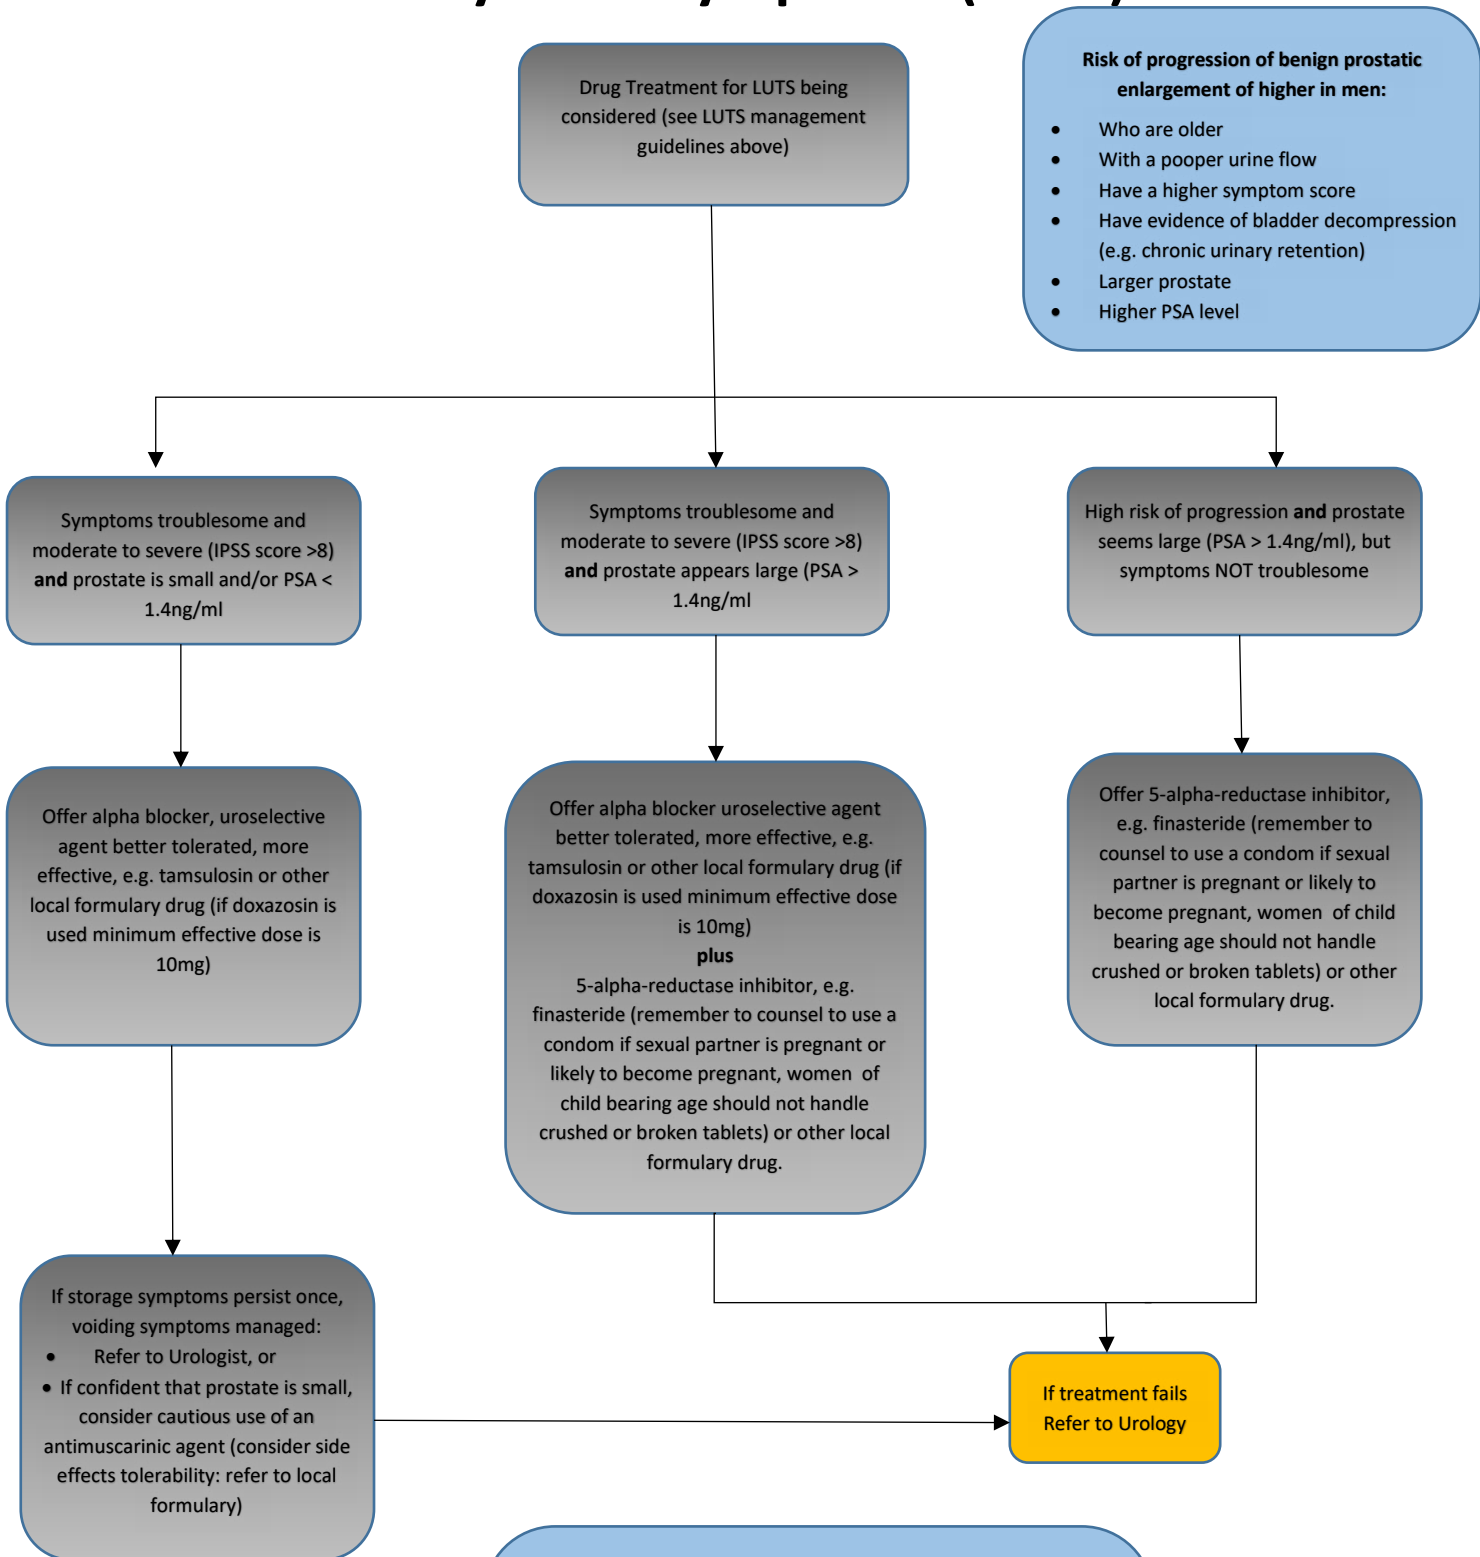 Drug Treatment for LUTS being
considered (see LUTS management
guidelines above)
Risk of progression of benign prostatic
enlargement of higher in men:
• Who are older
• With a pooper urine flow
• Have a higher symptom score
• Have evidence of bladder decompression
(e.g. chronic urinary retention)
• Larger prostate
• Higher PSA level
Symptoms troublesome and
moderate to severe (IPSS score >8)
and prostate is small and/or PSA <
1.4ng/ml
Symptoms troublesome and
moderate to severe (IPSS score >8)
and prostate appears large (PSA >
1.4ng/ml
High risk of progression and prostate
seems large (PSA > 1.4ng/ml), but
symptoms NOT troublesome
Offer alpha blocker, uroselective
agent better tolerated, more
effective, e.g. tamsulosin or other
local formulary drug (if doxazosin is
used minimum effective dose is
10mg)
Offer alpha blocker uroselective agent
better tolerated, more effective, e.g.
tamsulosin or other local formulary drug (if
doxazosin is used minimum effective dose
is 10mg)
plus
5-alpha-reductase inhibitor, e.g.
finasteride (remember to counsel to use a
condom if sexual partner is pregnant or
likely to become pregnant, women of
child bearing age should not handle
crushed or broken tablets) or other local
formulary drug.
Offer 5-alpha-reductase inhibitor,
e.g. finasteride (remember to
counsel to use a condom if sexual
partner is pregnant or likely to
become pregnant, women of child
bearing age should not handle
crushed or broken tablets) or other
local formulary drug.
If storage symptoms persist once,
voiding symptoms managed:
• Refer to Urologist, or
• If confident that prostate is small,
consider cautious use of an
antimuscarinic agent (consider side
effects tolerability: refer to local
formulary)
If treatment fails
Refer to Urology